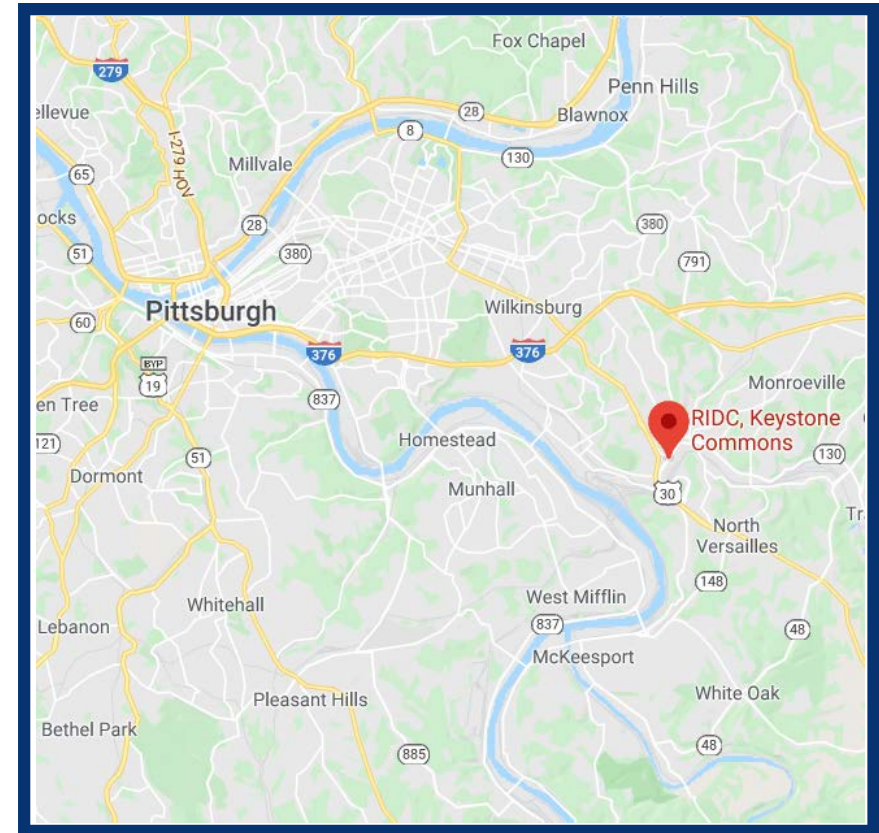 Fox Chapel
279
Penn Hills
ellevue
28
Blawnox
8
I-279 HOV
130
Millvale
65
ocks
28
380
380
51
791
Pittsburgh
Wilkinsburg
60
376
376
BYP
19
Monroeville
837
en Tree
RIDC, Keystone
Commons
121
Homestead
130
51
Dormont
Munhall
30
Tr
North
Versailles
148
West Mifflin
Whitehall
837
Lebanon
48
McKeesport
White Oak
Pleasant Hills
Bethel Park
48
885